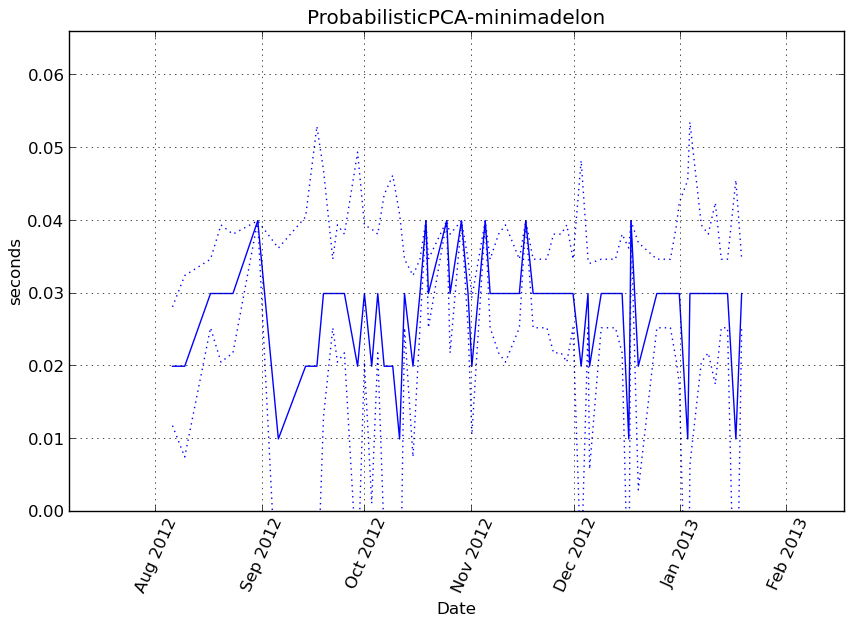 ProbabilisticPCA-minimadelon
0.06
0.05
0.04
0.03
0.02
0.01
0.00
seconds
Aug 2012
Sep 2012
Oct 2012
Nov 2012
Dec 2012
Jan 2013
Feb 2013
Date